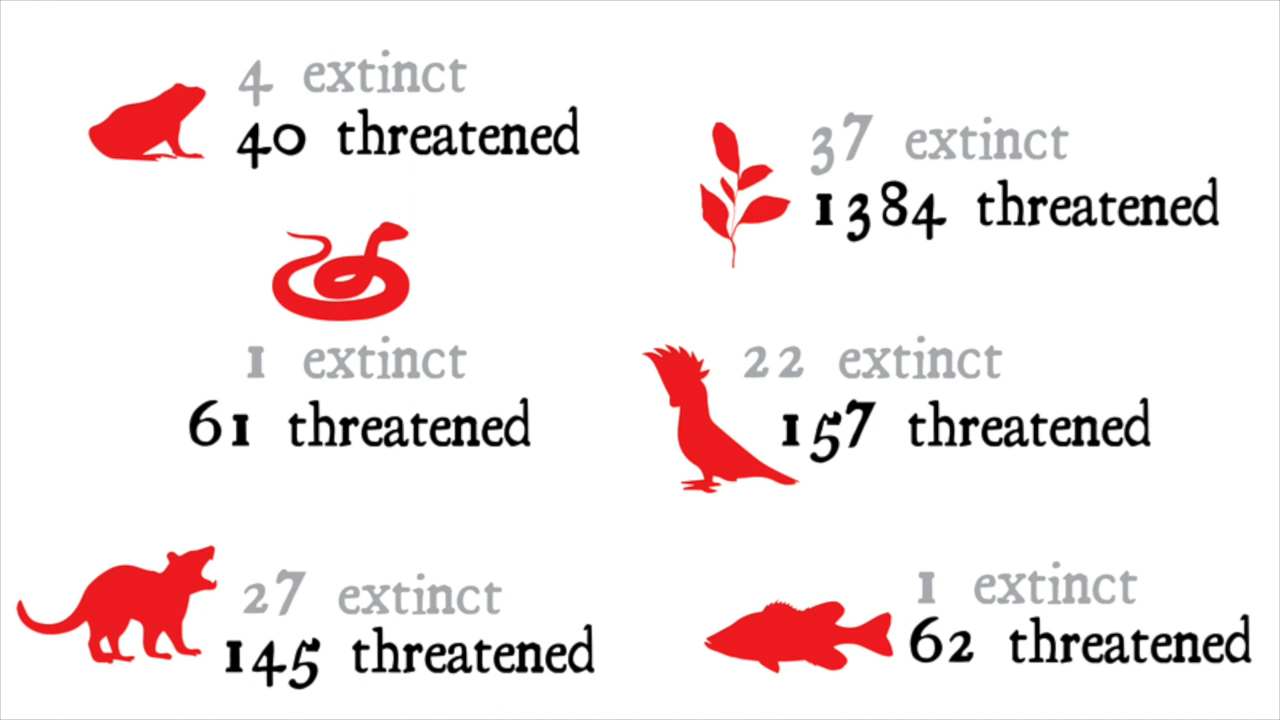 4 extinct
40 threatened
37 extinct
1384 threatened
1 extinct
61 threatened
22 extinct
157 threatened
27 extinct
145 threatened
1 extinct
62 threatened